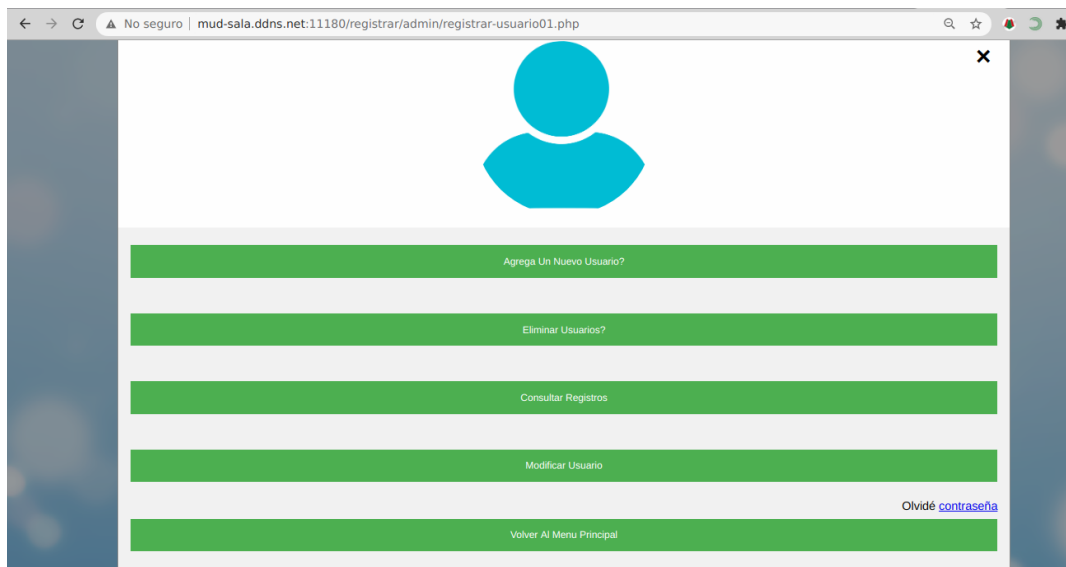 No seguro | mud-sala.ddns.net:11180/registrar/admin/registrar-usuario01.php
Agrega Un Nuevo Usuario?
Eliminar Usuarios?
Consultar Registros
Modificar Usuario
Olvidé contraseña
Volver Al Menu Principal